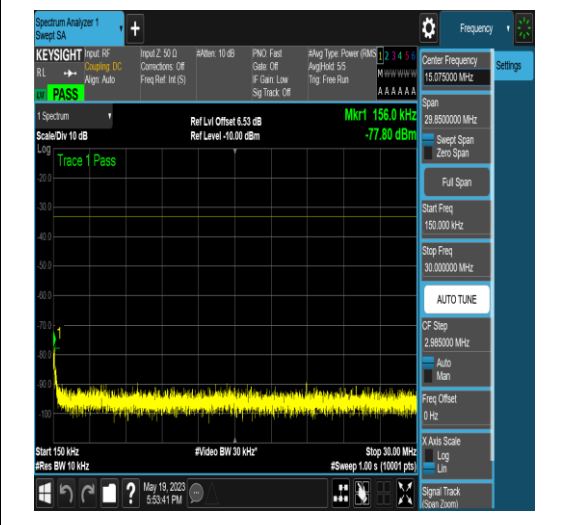 Spectrum Analyzer 1
Swept SA
+
Frequency
KEYSIGHT
RL
PASS
Input: RF
Coupling: DC
Align: Auto
Input Z: 50 Ω
Corrections: Off
Freq Ref: Int (S)
#Atten: 10 dB
PNO: Fast
Gate: Off
IF Gain: Low
Sig Track: Off
#Avg Type: Power (RMS
Avg|Hold: 5/5
Trig: Free Run
1 2 3 4 5 6
M w w w w w
A A A A A A
1 Spectrum
Scale/Div 10 dB
Ref Lvl Offset 6.53 dB
Ref Level -10.00 dBm
Mkr1 156.0 kHz
-77.80 dBm
Log
Trace 1 Pass
-20.0
-30.0
-40.0
-50.0
-60.0
-70.0
-80.0
-90.0
-100
1
Start 150 kHz
#Res BW 10 kHz
#Video BW 30 kHz*
Stop 30.00 MHz
#Sweep 1.00 s (10001 pts)
?
May 19, 2023
5:53:41 PM
Center Frequency
15.075000 MHz
Settings
Span
29.8500000 MHz
Swept Span
Zero Span
Full Span
Start Freq
150.000 kHz
Stop Freq
30.000000 MHz
AUTO TUNE
CF Step
2.985000 MHz
Auto
Man
Freq Offset
0 Hz
X Axis Scale
Log
Lin
Signal Track
(Span Zoom)